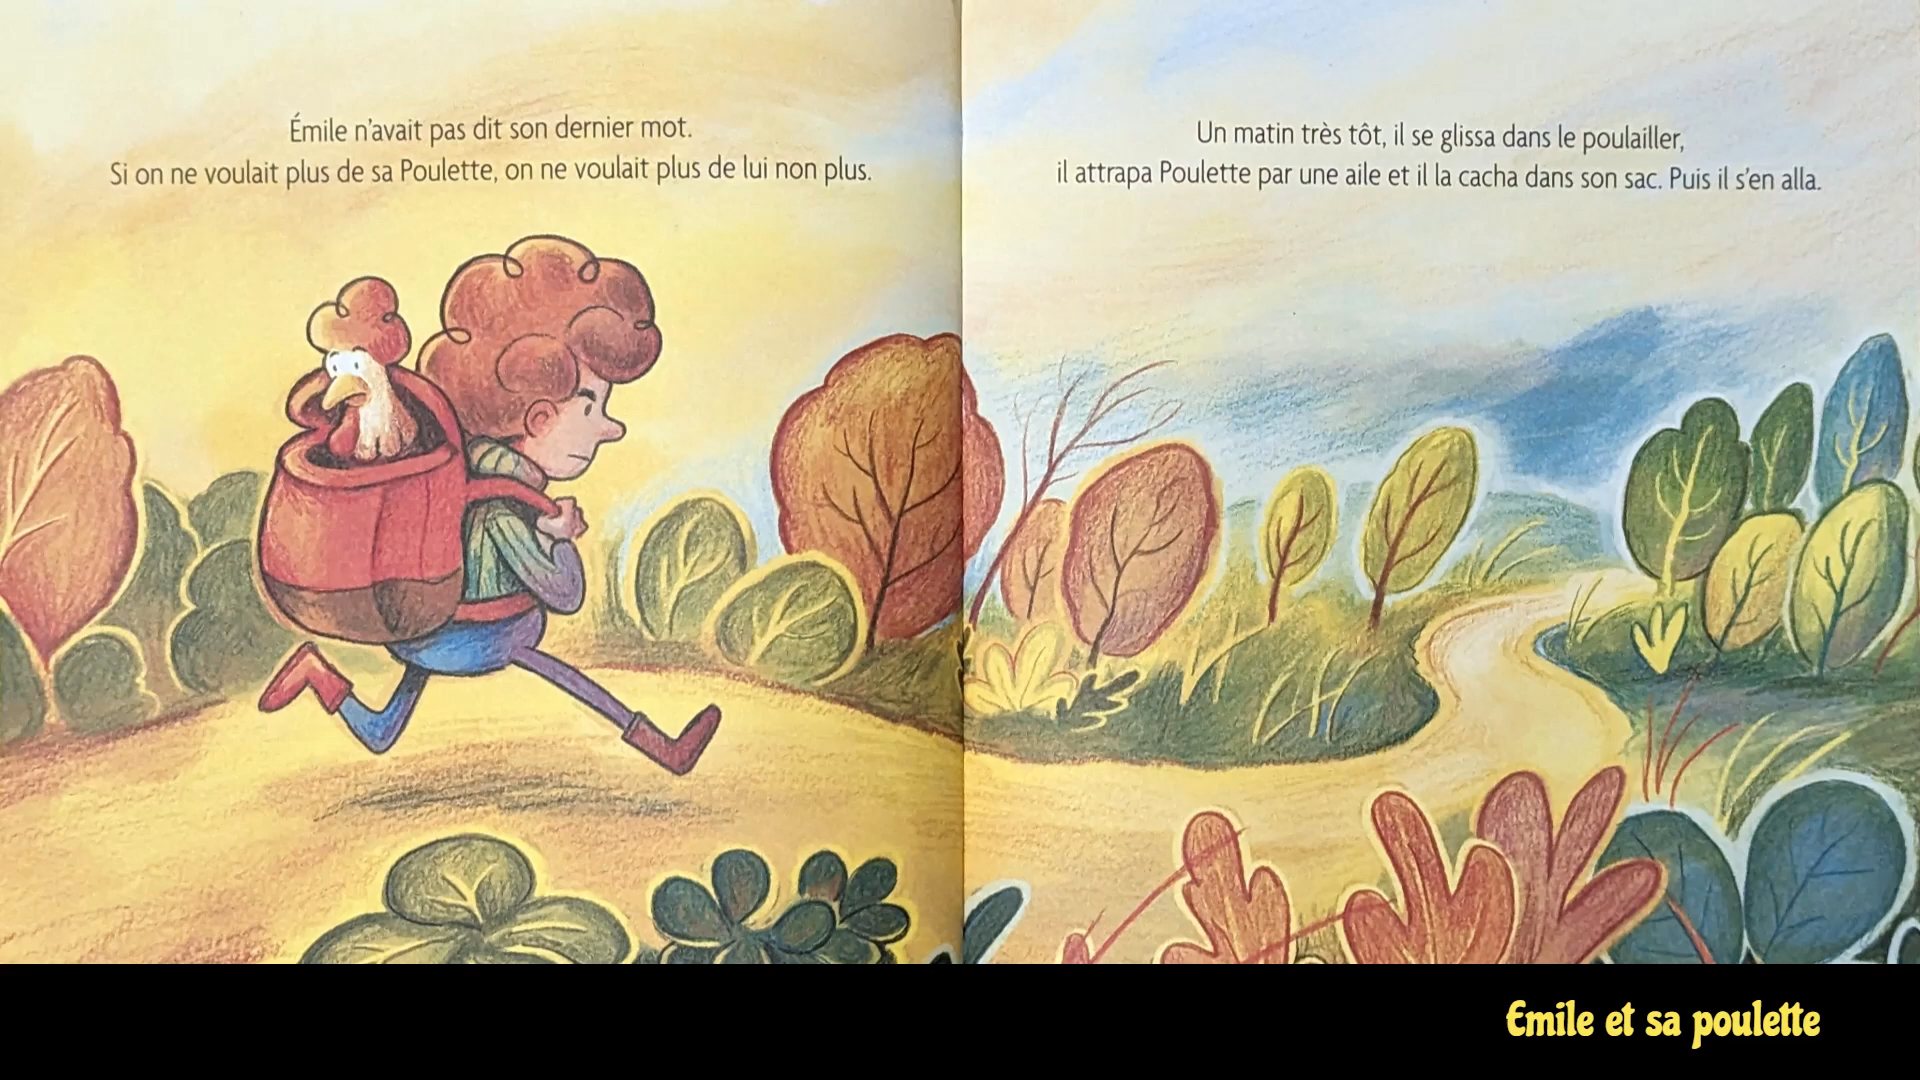 Émile n'avait pas dit son dernier mot.
Si on ne voulait plus de sa Poulette, on ne voulait plus de lui non plus.
Un matin très tôt, il se glissa dans le poulailler,
il attrapa Poulette par une aile et il la cacha dans son sac. Puis il s'en alla.
Emile et sa poulette